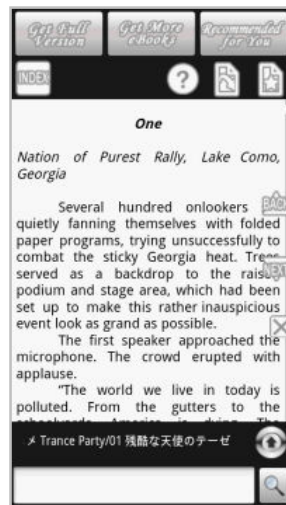 Get Full Version
Get More eBooks
Recommended for You
INDEX
?
One
Nation of Purest Rally, Lake Como,
Georgia
Several hundred onlookers
quietly fanning themselves with folded
paper programs, trying unsuccessfully to
combat the sticky Georgia heat. Trees
served as a backdrop to the raised
podium and stage area, which had been
set up to make this rather inauspicious
event look as grand as possible.
The first speaker approached the
microphone. The crowd erupted with
applause.
"The world we live in today is
polluted. From the gutters to the
BACK
NEXT
メ Trance Party/01 残酷な天使のテーゼ